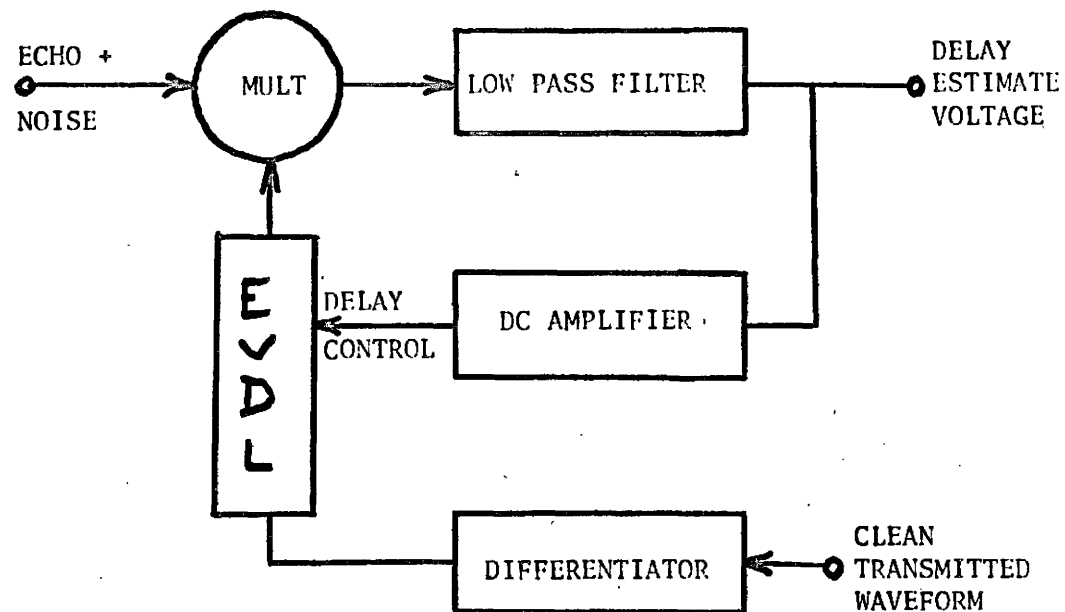 ECHO +
NOISE
MULT
LOW PASS FILTER
DELAY
ESTIMATE
VOLTAGE
E
V
D
L
DELAY
CONTROL
DC AMPLIFIER
DIFFERENTIATOR
CLEAN
TRANSMITTED
WAVEFORM